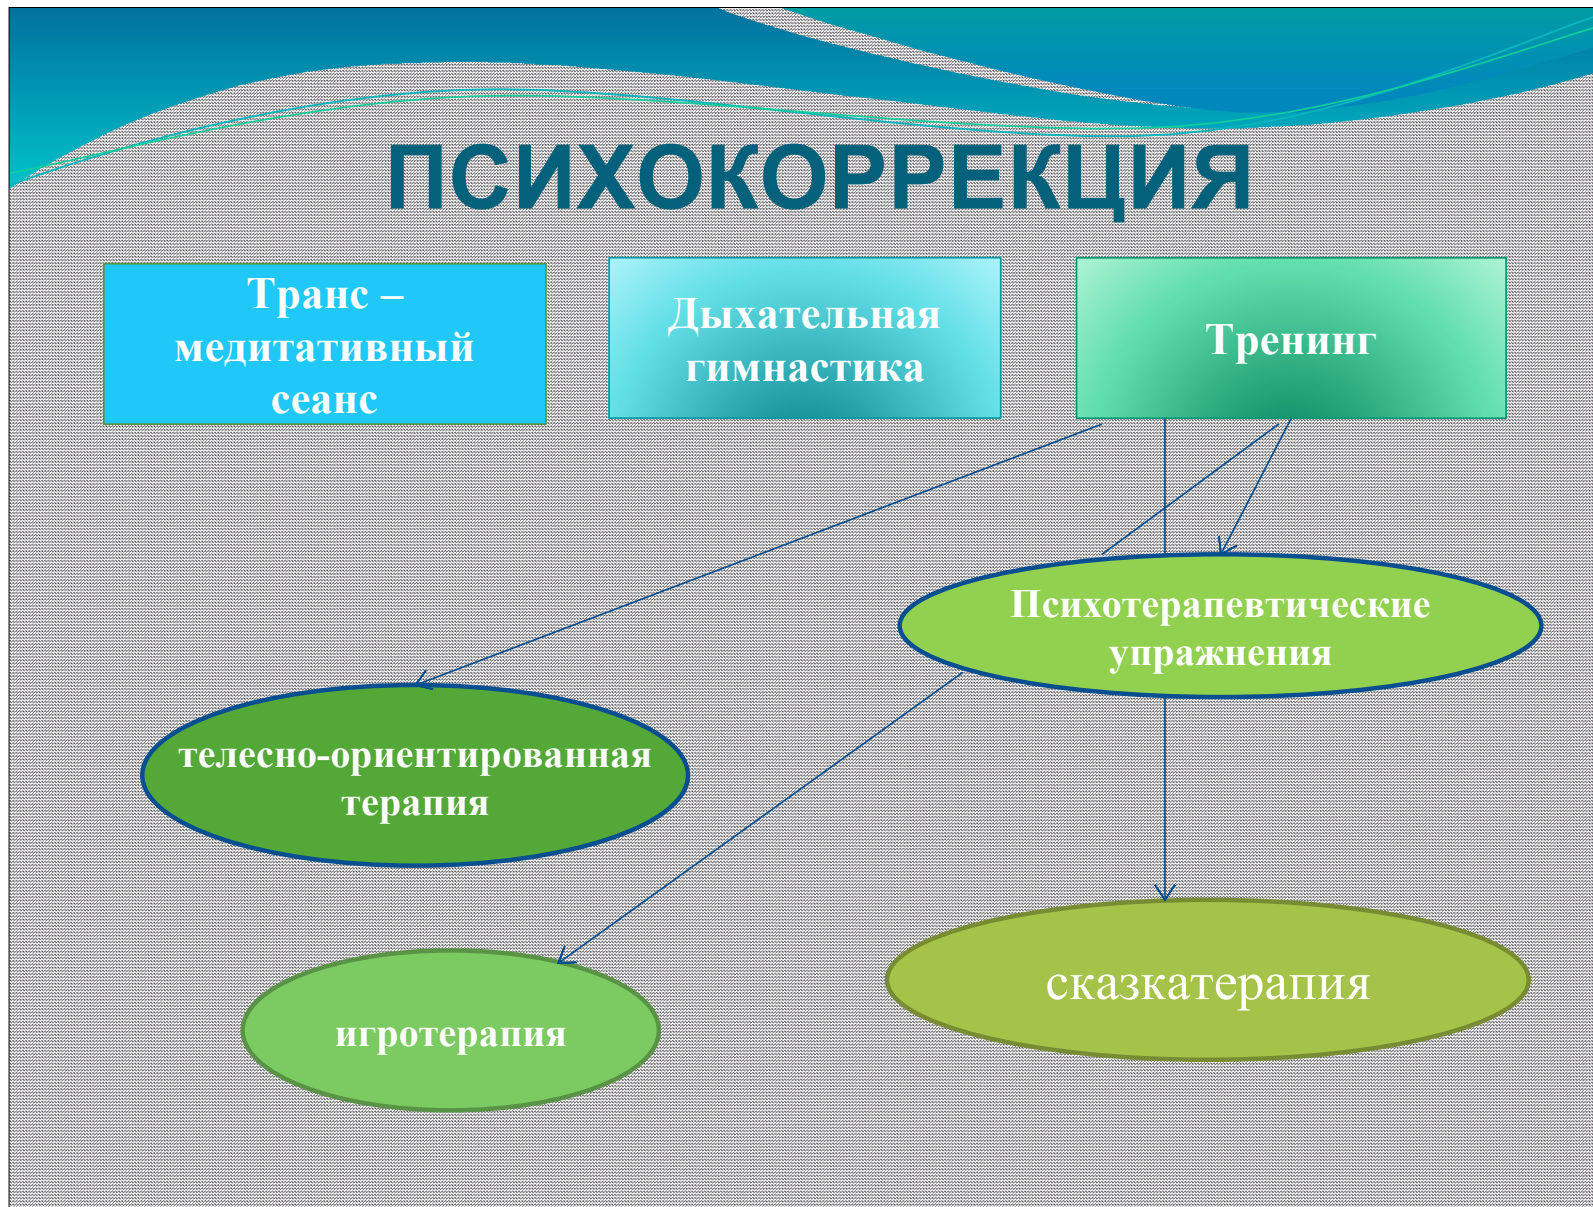 ПСИХОКОРРЕКЦИЯ
Транс –
медитативный
сеанс
Дыхательная
гимнастика
Тренинг
Психотерапевтические
упражнения
телесно-ориентированная
терапия
сказкатерапия
игротерапия